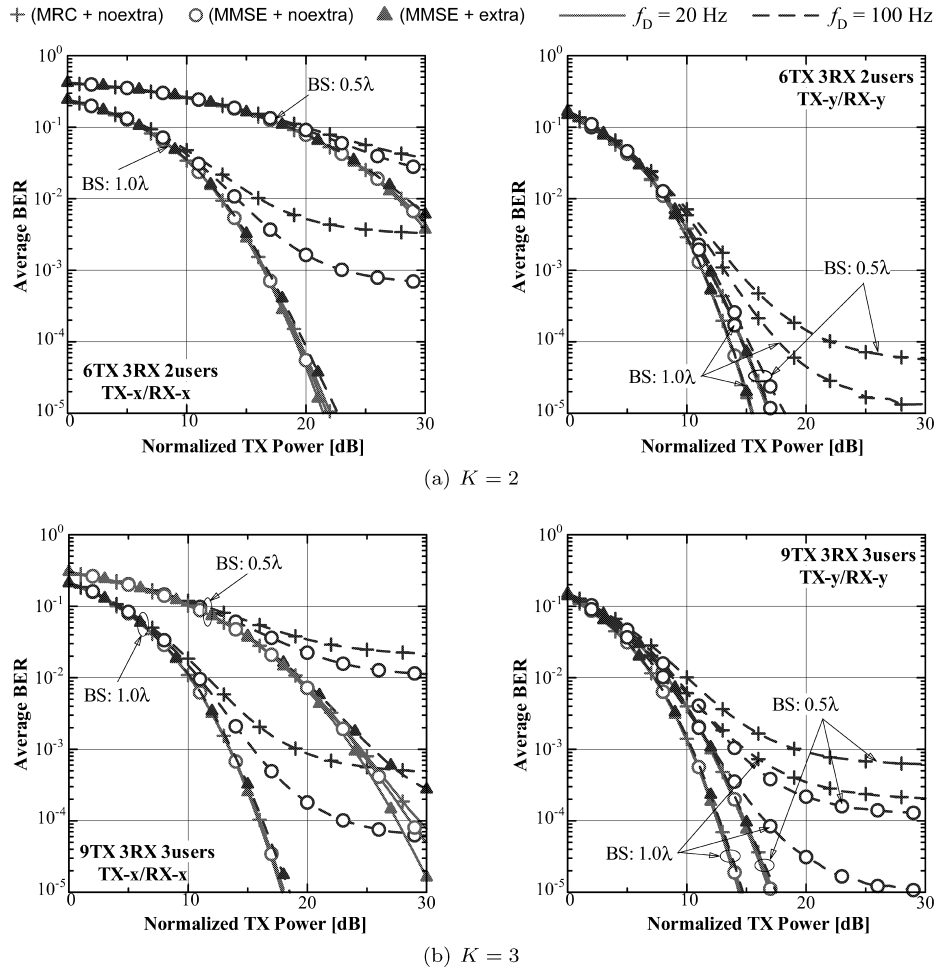 (MRC + noextra) (MMSE + noextra) (MMSE + extra) f_D = 20 Hz f_D = 100 Hz
10^0
10^-1
10^-2
10^-3
10^-4
10^-5
Average BER
BS: 0.5λ
BS: 1.0λ
6TX 3RX 2users
TX-x/RX-x
0 10 20 30
Normalized TX Power [dB]
10^0
10^-1
10^-2
10^-3
10^-4
10^-5
Average BER
6TX 3RX 2users
TX-y/RX-y
BS: 0.5λ
BS: 1.0λ
0 10 20 30
Normalized TX Power [dB]
(a) K = 2
10^0
10^-1
10^-2
10^-3
10^-4
10^-5
Average BER
BS: 0.5λ
BS: 1.0λ
9TX 3RX 3users
TX-x/RX-x
0 10 20 30
Normalized TX Power [dB]
10^0
10^-1
10^-2
10^-3
10^-4
10^-5
Average BER
9TX 3RX 3users
TX-y/RX-y
BS: 0.5λ
BS: 1.0λ
0 10 20 30
Normalized TX Power [dB]
(b) K = 3